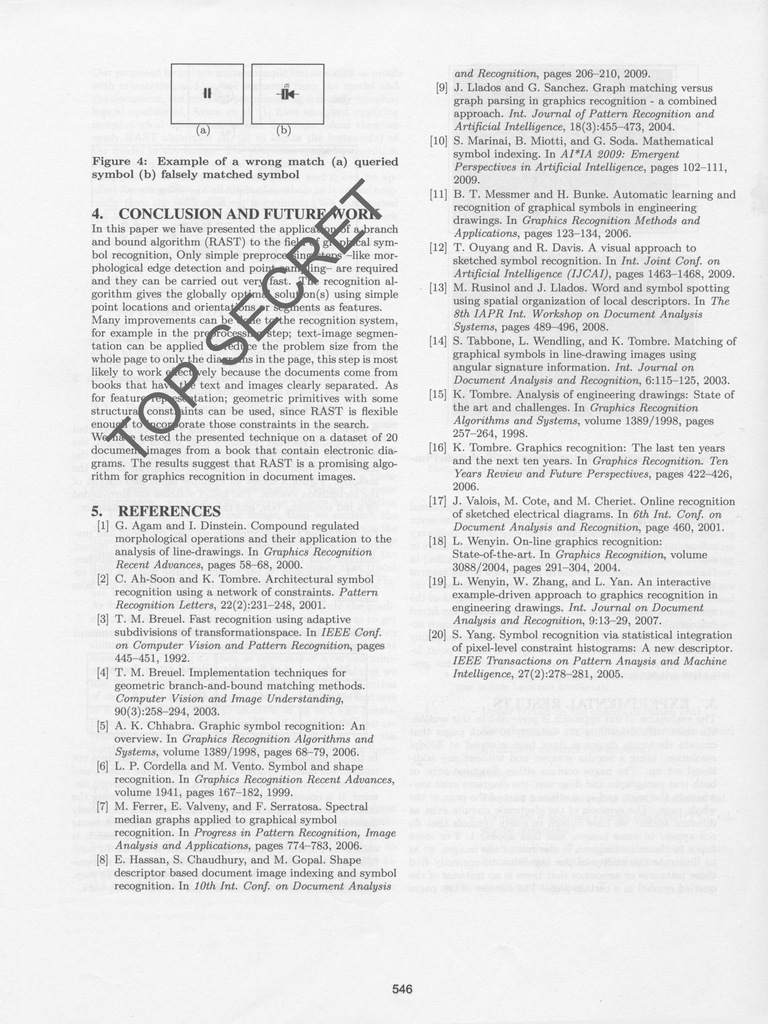 (a)
(b)
Figure 4: Example of a wrong match (a) queried
symbol (b) falsely matched symbol
4. CONCLUSION AND FUTURE WORK
In this paper we have presented the application of a branch
and bound algorithm (RAST) to the field of graphical sym-
bol recognition, Only simple preprocessing steps –like mor-
phological edge detection and point sampling– are required
and they can be carried out very fast. The recognition al-
gorithm gives the globally optimal solution(s) using simple
point locations and orientations or segments as features.
Many improvements can be done to the recognition system,
for example in the preprocessing step; text-image segmen-
tation can be applied to reduce the problem size from the
whole page to only the diagrams in the page, this step is most
likely to work effectively because the documents come from
books that have the text and images clearly separated. As
for feature representation; geometric primitives with some
structural constraints can be used, since RAST is flexible
enough to incorporate those constraints in the search.
We have tested the presented technique on a dataset of 20
document images from a book that contain electronic dia-
grams. The results suggest that RAST is a promising algo-
rithm for graphics recognition in document images.
TOP SECRET
5. REFERENCES
[1] G. Agam and I. Dinstein. Compound regulated
morphological operations and their application to the
analysis of line-drawings. In Graphics Recognition
Recent Advances, pages 58–68, 2000.
[2] C. Ah-Soon and K. Tombre. Architectural symbol
recognition using a network of constraints. Pattern
Recognition Letters, 22(2):231–248, 2001.
[3] T. M. Breuel. Fast recognition using adaptive
subdivisions of transformationspace. In IEEE Conf.
on Computer Vision and Pattern Recognition, pages
445–451, 1992.
[4] T. M. Breuel. Implementation techniques for
geometric branch-and-bound matching methods.
Computer Vision and Image Understanding,
90(3):258–294, 2003.
[5] A. K. Chhabra. Graphic symbol recognition: An
overview. In Graphics Recognition Algorithms and
Systems, volume 1389/1998, pages 68–79, 2006.
[6] L. P. Cordella and M. Vento. Symbol and shape
recognition. In Graphics Recognition Recent Advances,
volume 1941, pages 167–182, 1999.
[7] M. Ferrer, E. Valveny, and F. Serratosa. Spectral
median graphs applied to graphical symbol
recognition. In Progress in Pattern Recognition, Image
Analysis and Applications, pages 774–783, 2006.
[8] E. Hassan, S. Chaudhury, and M. Gopal. Shape
descriptor based document image indexing and symbol
recognition. In 10th Int. Conf. on Document Analysis
and Recognition, pages 206–210, 2009.
[9] J. Llados and G. Sanchez. Graph matching versus
graph parsing in graphics recognition - a combined
approach. Int. Journal of Pattern Recognition and
Artificial Intelligence, 18(3):455–473, 2004.
[10] S. Marinai, B. Miotti, and G. Soda. Mathematical
symbol indexing. In AI*IA 2009: Emergent
Perspectives in Artificial Intelligence, pages 102–111,
2009.
[11] B. T. Messmer and H. Bunke. Automatic learning and
recognition of graphical symbols in engineering
drawings. In Graphics Recognition Methods and
Applications, pages 123–134, 2006.
[12] T. Ouyang and R. Davis. A visual approach to
sketched symbol recognition. In Int. Joint Conf. on
Artificial Intelligence (IJCAI), pages 1463–1468, 2009.
[13] M. Rusinol and J. Llados. Word and symbol spotting
using spatial organization of local descriptors. In The
8th IAPR Int. Workshop on Document Analysis
Systems, pages 489–496, 2008.
[14] S. Tabbone, L. Wendling, and K. Tombre. Matching of
graphical symbols in line-drawing images using
angular signature information. Int. Journal on
Document Analysis and Recognition, 6:115–125, 2003.
[15] K. Tombre. Analysis of engineering drawings: State of
the art and challenges. In Graphics Recognition
Algorithms and Systems, volume 1389/1998, pages
257–264, 1998.
[16] K. Tombre. Graphics recognition: The last ten years
and the next ten years. In Graphics Recognition. Ten
Years Review and Future Perspectives, pages 422–426,
2006.
[17] J. Valois, M. Cote, and M. Cheriet. Online recognition
of sketched electrical diagrams. In 6th Int. Conf. on
Document Analysis and Recognition, page 460, 2001.
[18] L. Wenyin. On-line graphics recognition:
State-of-the-art. In Graphics Recognition, volume
3088/2004, pages 291–304, 2004.
[19] L. Wenyin, W. Zhang, and L. Yan. An interactive
example-driven approach to graphics recognition in
engineering drawings. Int. Journal on Document
Analysis and Recognition, 9:13–29, 2007.
[20] S. Yang. Symbol recognition via statistical integration
of pixel-level constraint histograms: A new descriptor.
IEEE Transactions on Pattern Anaysis and Machine
Intelligence, 27(2):278–281, 2005.
546